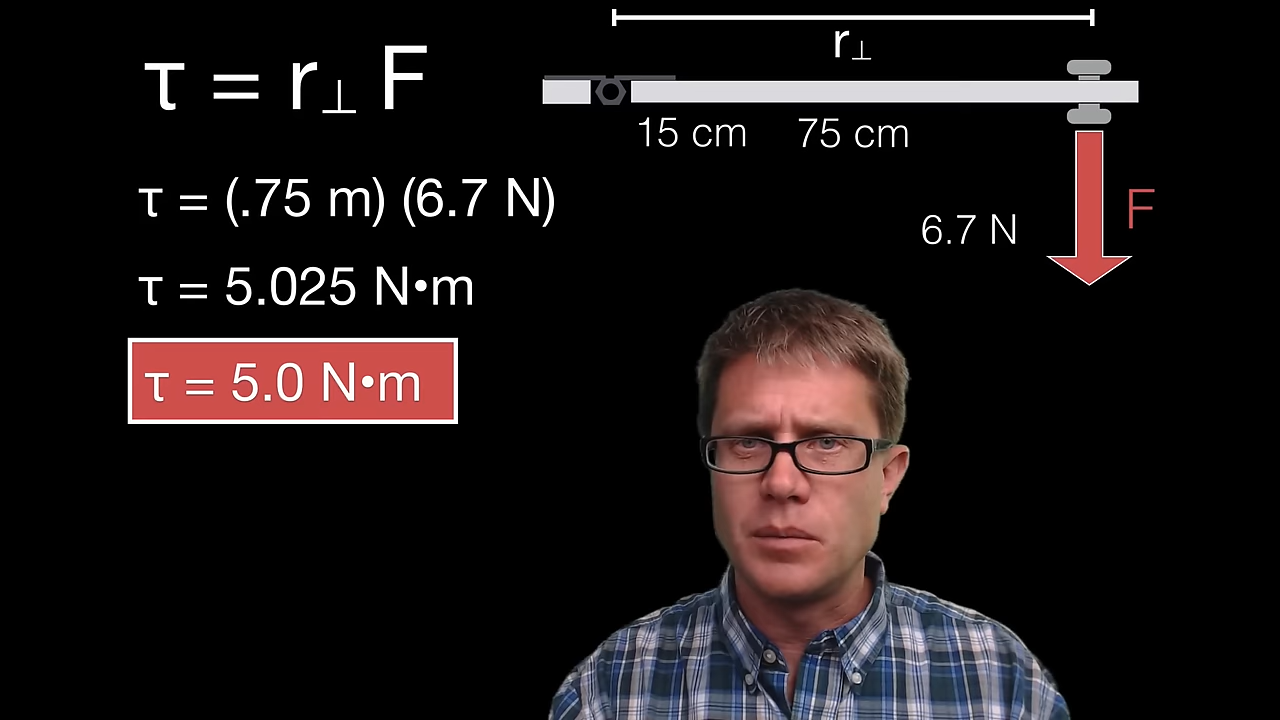 τ = r⊥ F
τ = (.75 m) (6.7 N)
τ = 5.025 N•m
τ = 5.0 N•m
r⊥
15 cm 75 cm
6.7 N
F